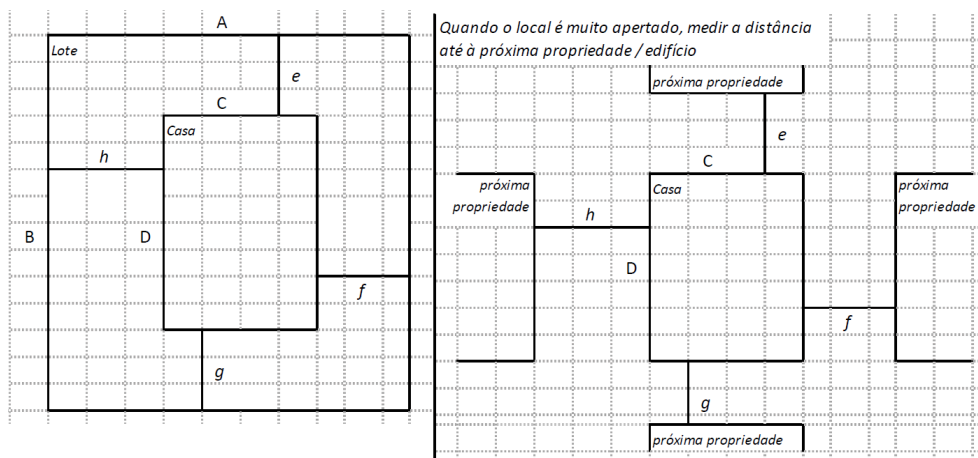 A
Lote
e
C
Casa
h
B
D
f
g
Quando o local é muito apertado, medir a distância
até à próxima propriedade / edifício
próxima propriedade
e
C
próxima
propriedade
Casa
próxima
propriedade
h
D
f
g
próxima propriedade